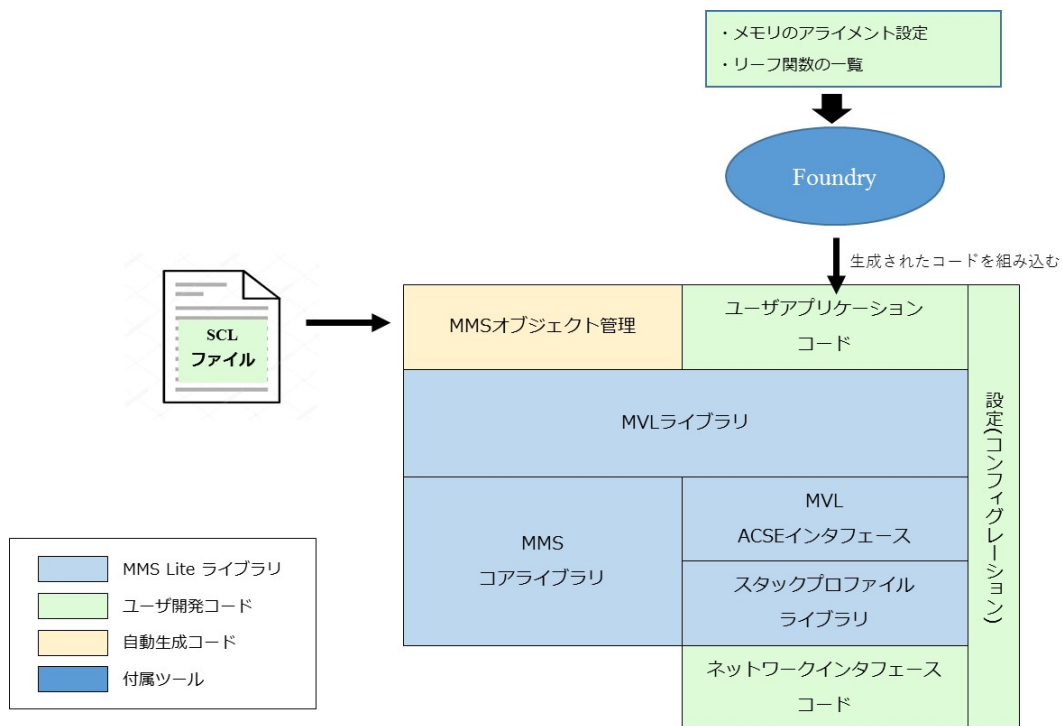 ・メモリのアライメント設定
・リーフ関数の一覧
Foundry
生成されたコードを組み込む
SCL
ファイル
MMSオブジェクト管理
ユーザアプリケーション
コード
MVLライブラリ
MMS
コアライブラリ
MVL
ACSEインタフェース
スタックプロファイル
ライブラリ
ネットワークインタフェース
コード
設定(コンフィグレーション)
MMS Lite ライブラリ
ユーザ開発コード
自動生成コード
付属ツール